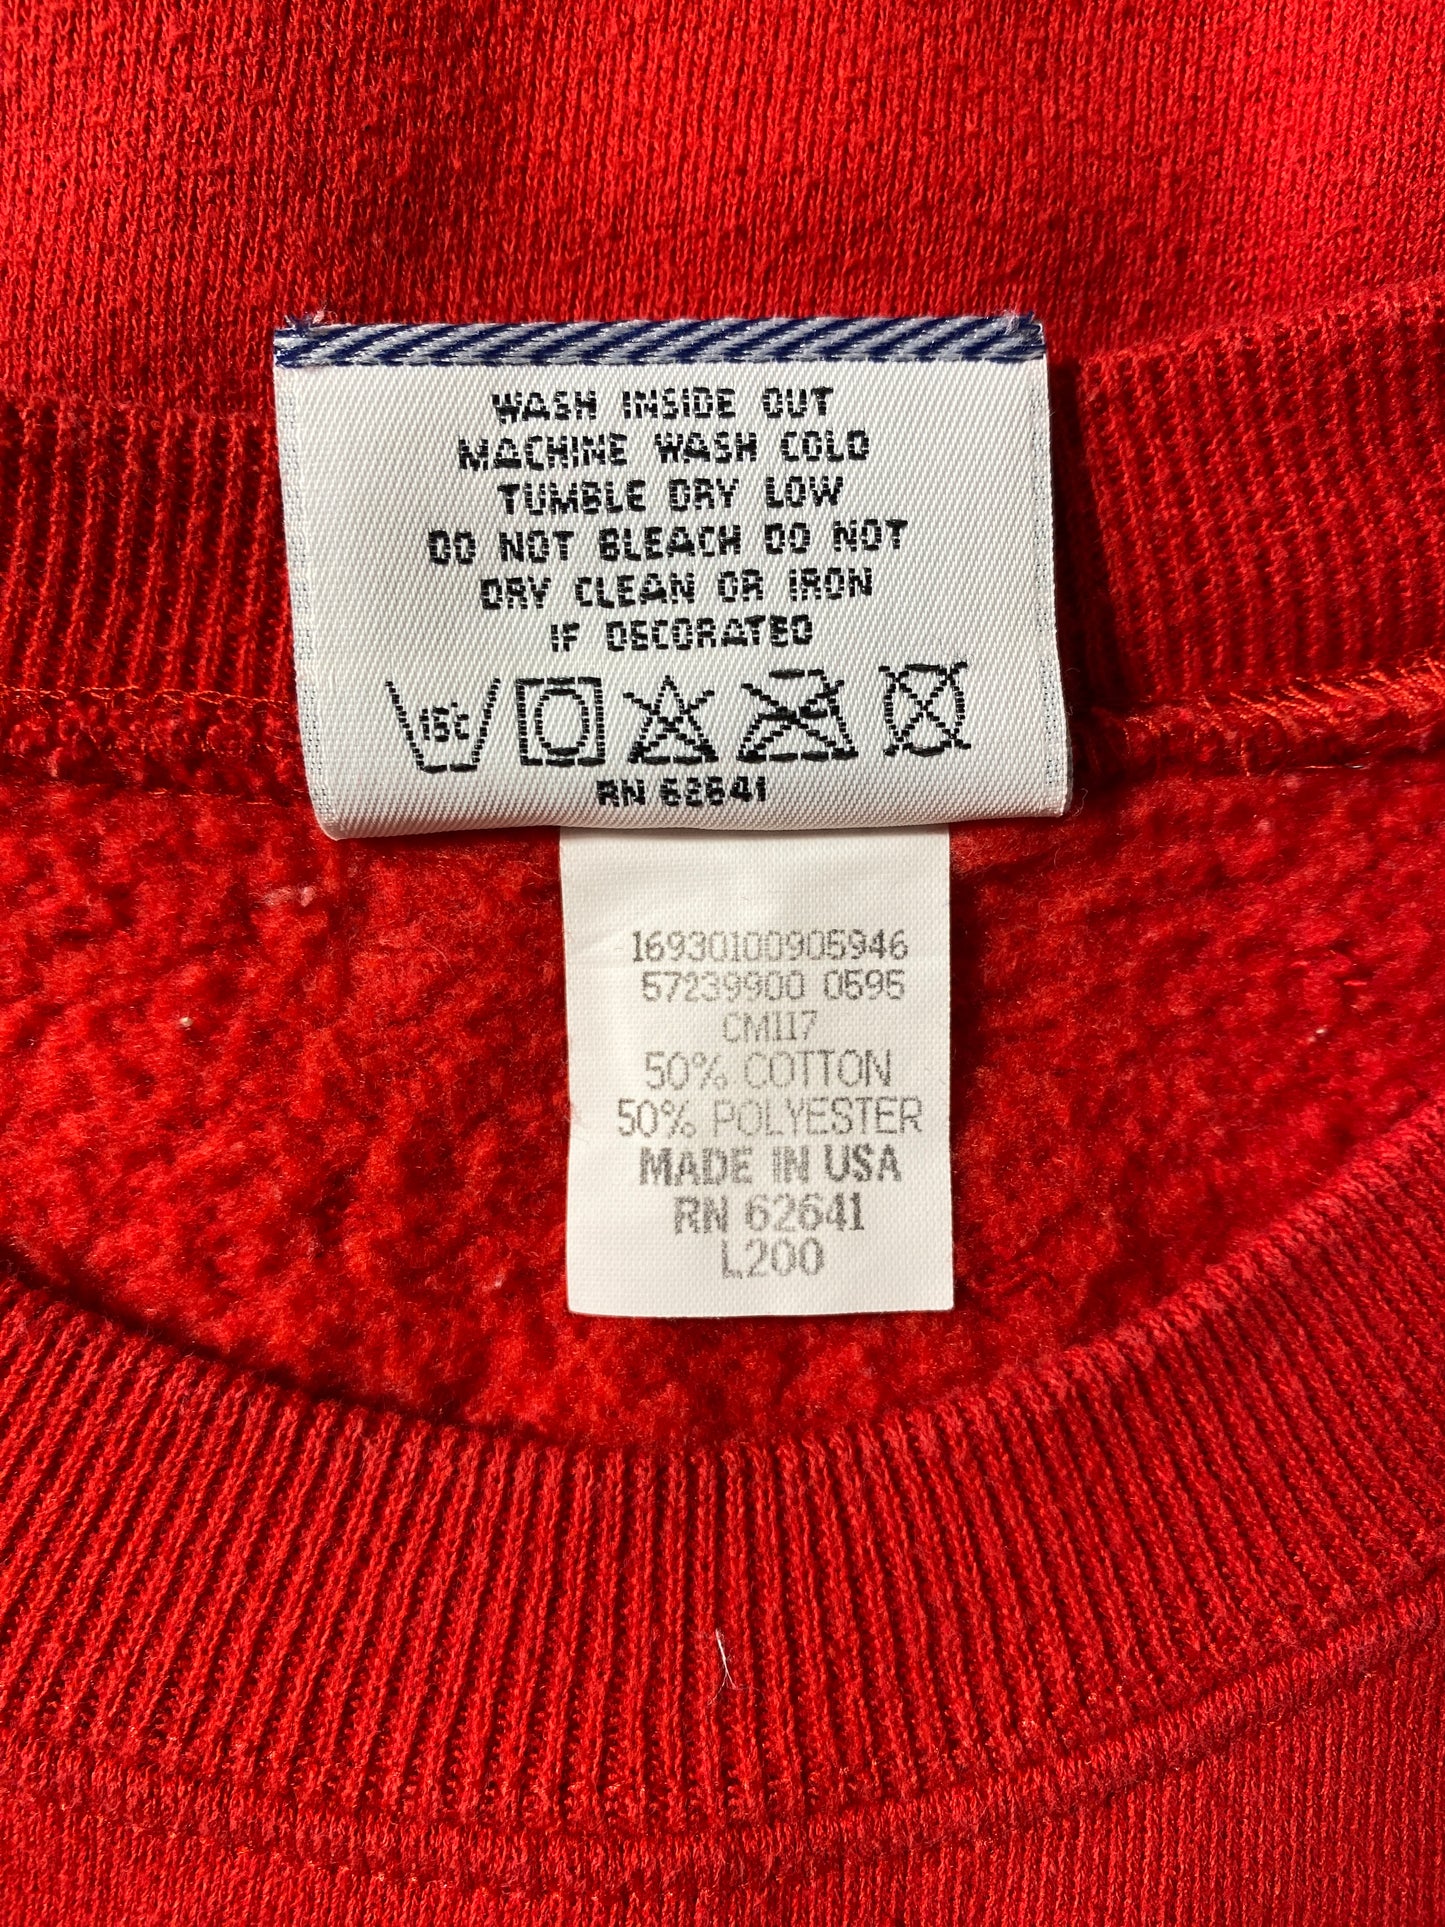 WASH INSIDE OUT
MACHINE WASH COLD
TUMBLE DRY LOW
DO NOT BLEACH DO NOT
DRY CLEAN OR IRON
IF DECORATED
15°C
RN 62641
16930100905946
57239900 0595
CM117
50% COTTON
50% POLYESTER
MADE IN USA
RN 62641
L200